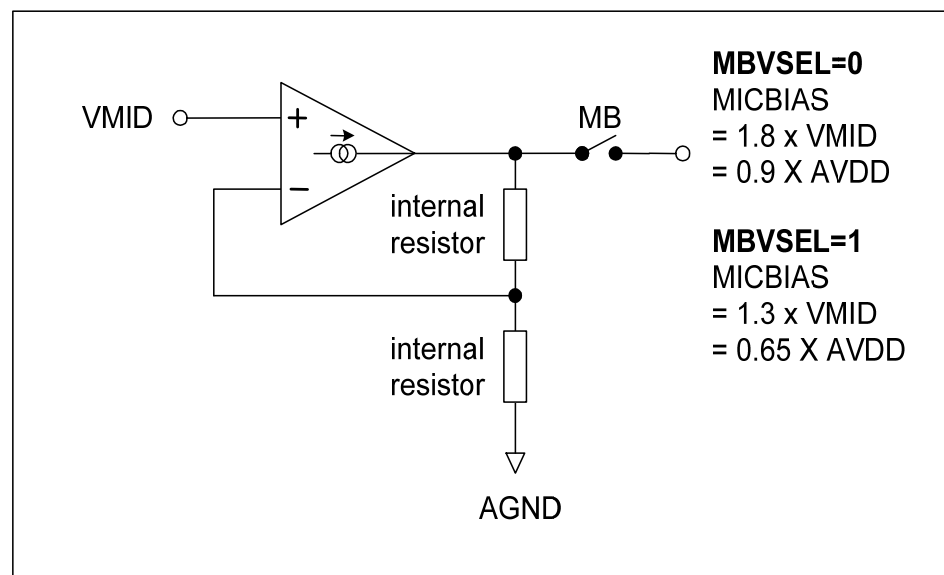 VMID
+
−
MB
internal
resistor
internal
resistor
AGND
MBVSEL=0
MICBIAS
= 1.8 x VMID
= 0.9 X AVDD
MBVSEL=1
MICBIAS
= 1.3 x VMID
= 0.65 X AVDD